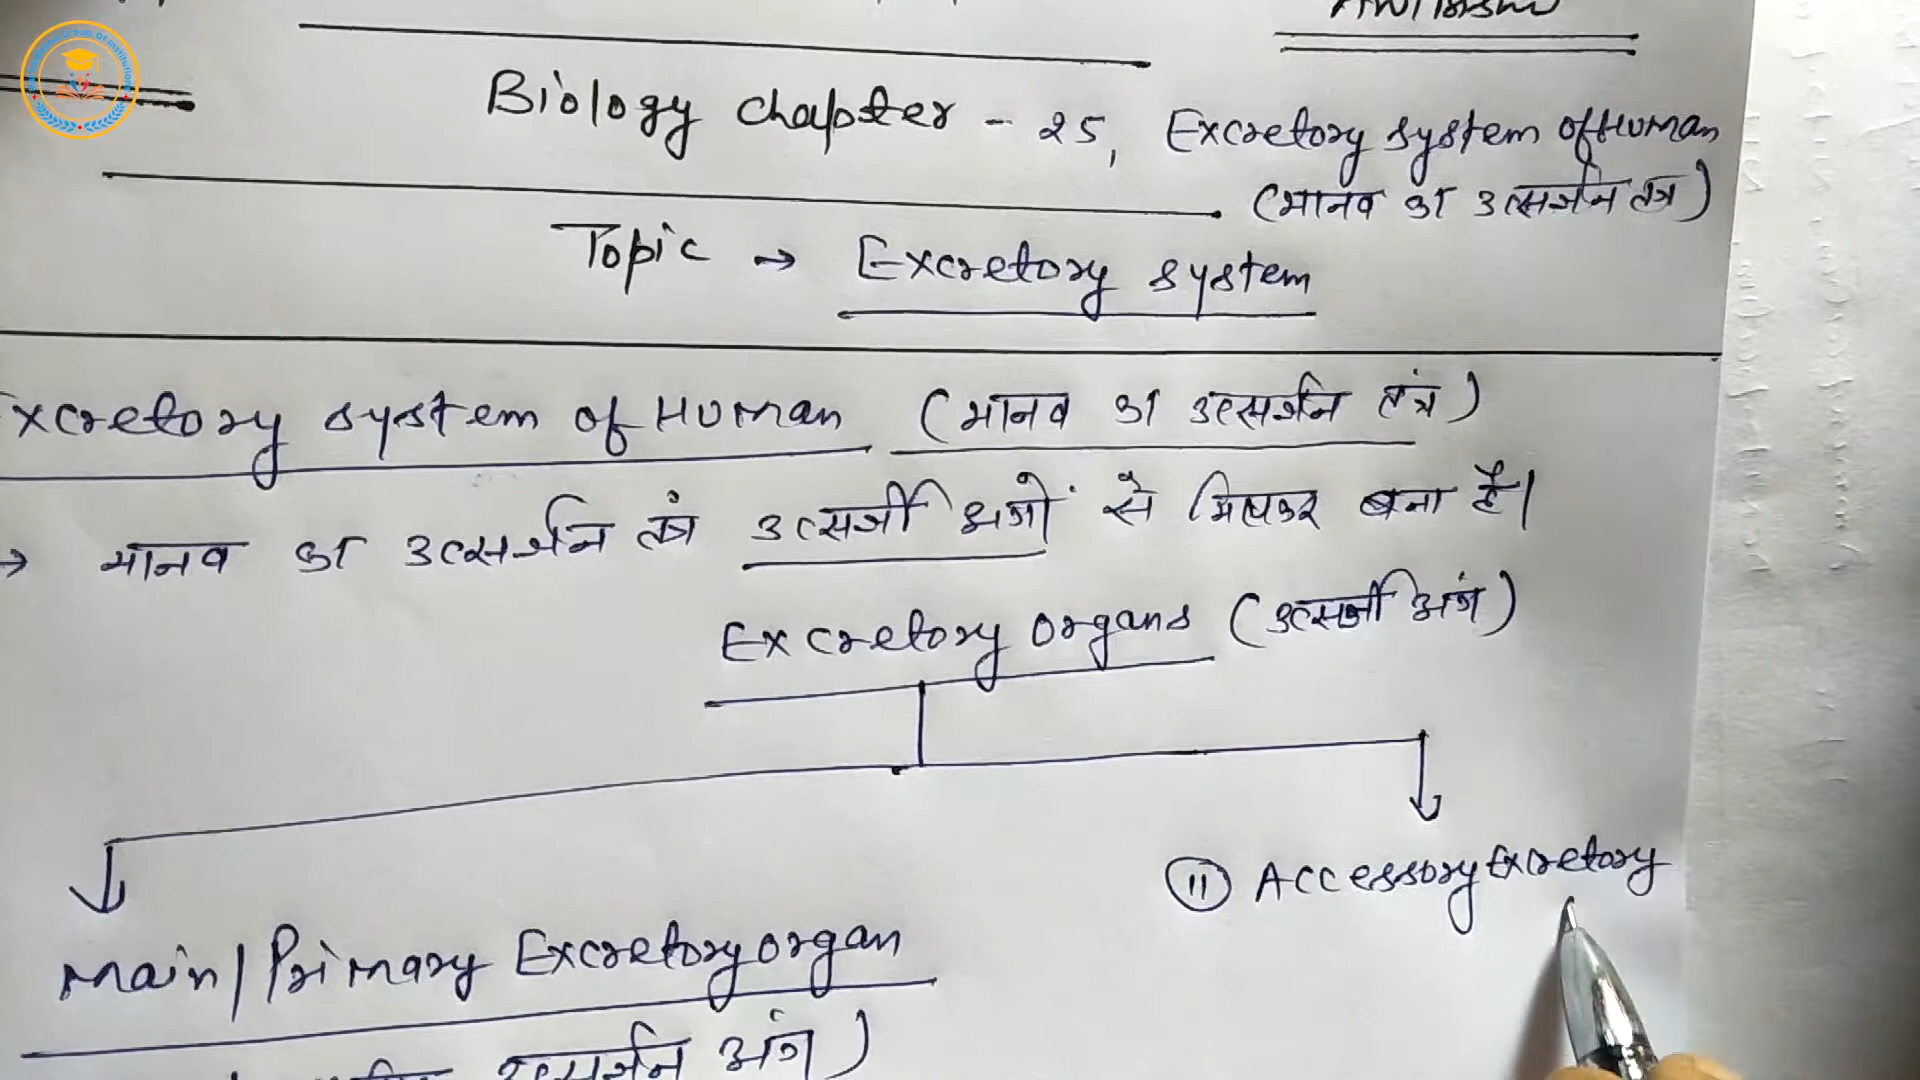 Biology chapter - 25, Excretory system of Human
(मानव का उत्सर्जन तंत्र)
Topic → Excretory system
Excretory system of Human (मानव का उत्सर्जन तंत्र)
→ मानव का उत्सर्जन तंत्र उत्सर्जी अंगों से मिलकर बना है।
Excretory organs (उत्सर्जी अंग)
(ii) Accessory Excretory
Main/Primary Excretory organ
उत्सर्जन अंग)